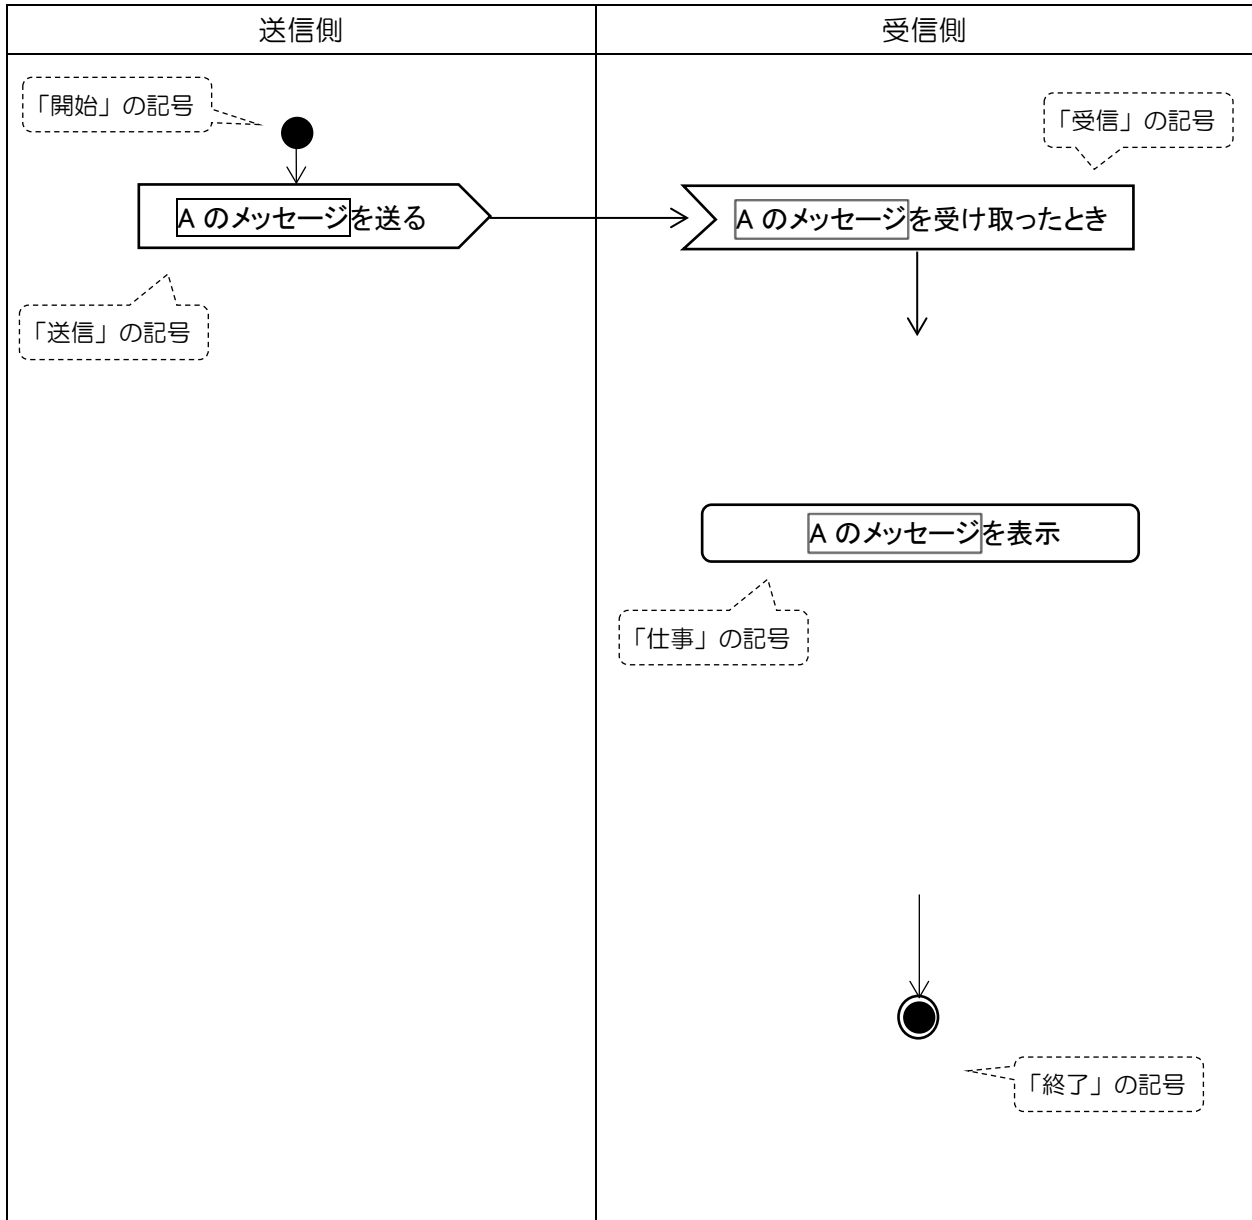 送信側
受信側
「開始」の記号
「受信」の記号
A のメッセージを送る
A のメッセージを受け取ったとき
「送信」の記号
A のメッセージを表示
「仕事」の記号
「終了」の記号